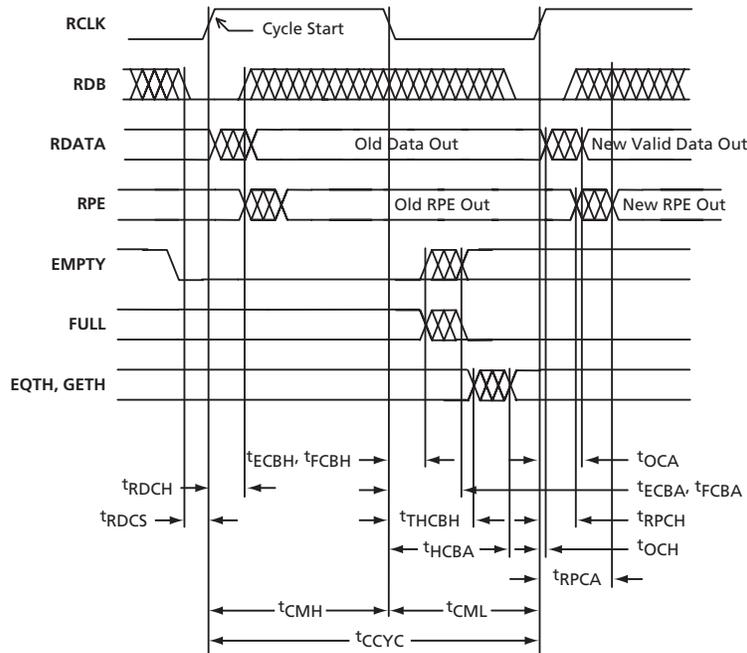 RCLK
Cycle Start
RDB
RDATA
Old Data Out
New Valid Data Out
RPE
Old RPE Out
New RPE Out
EMPTY
FULL
EQTH, GETH
tECBH, tFCBH
tOCA
tRDCH
tECBA, tFCBA
tRDCS
tTHCBH
tRPCH
tHCBA
tOCH
tRPCA
tCMH
tCML
tCCYC